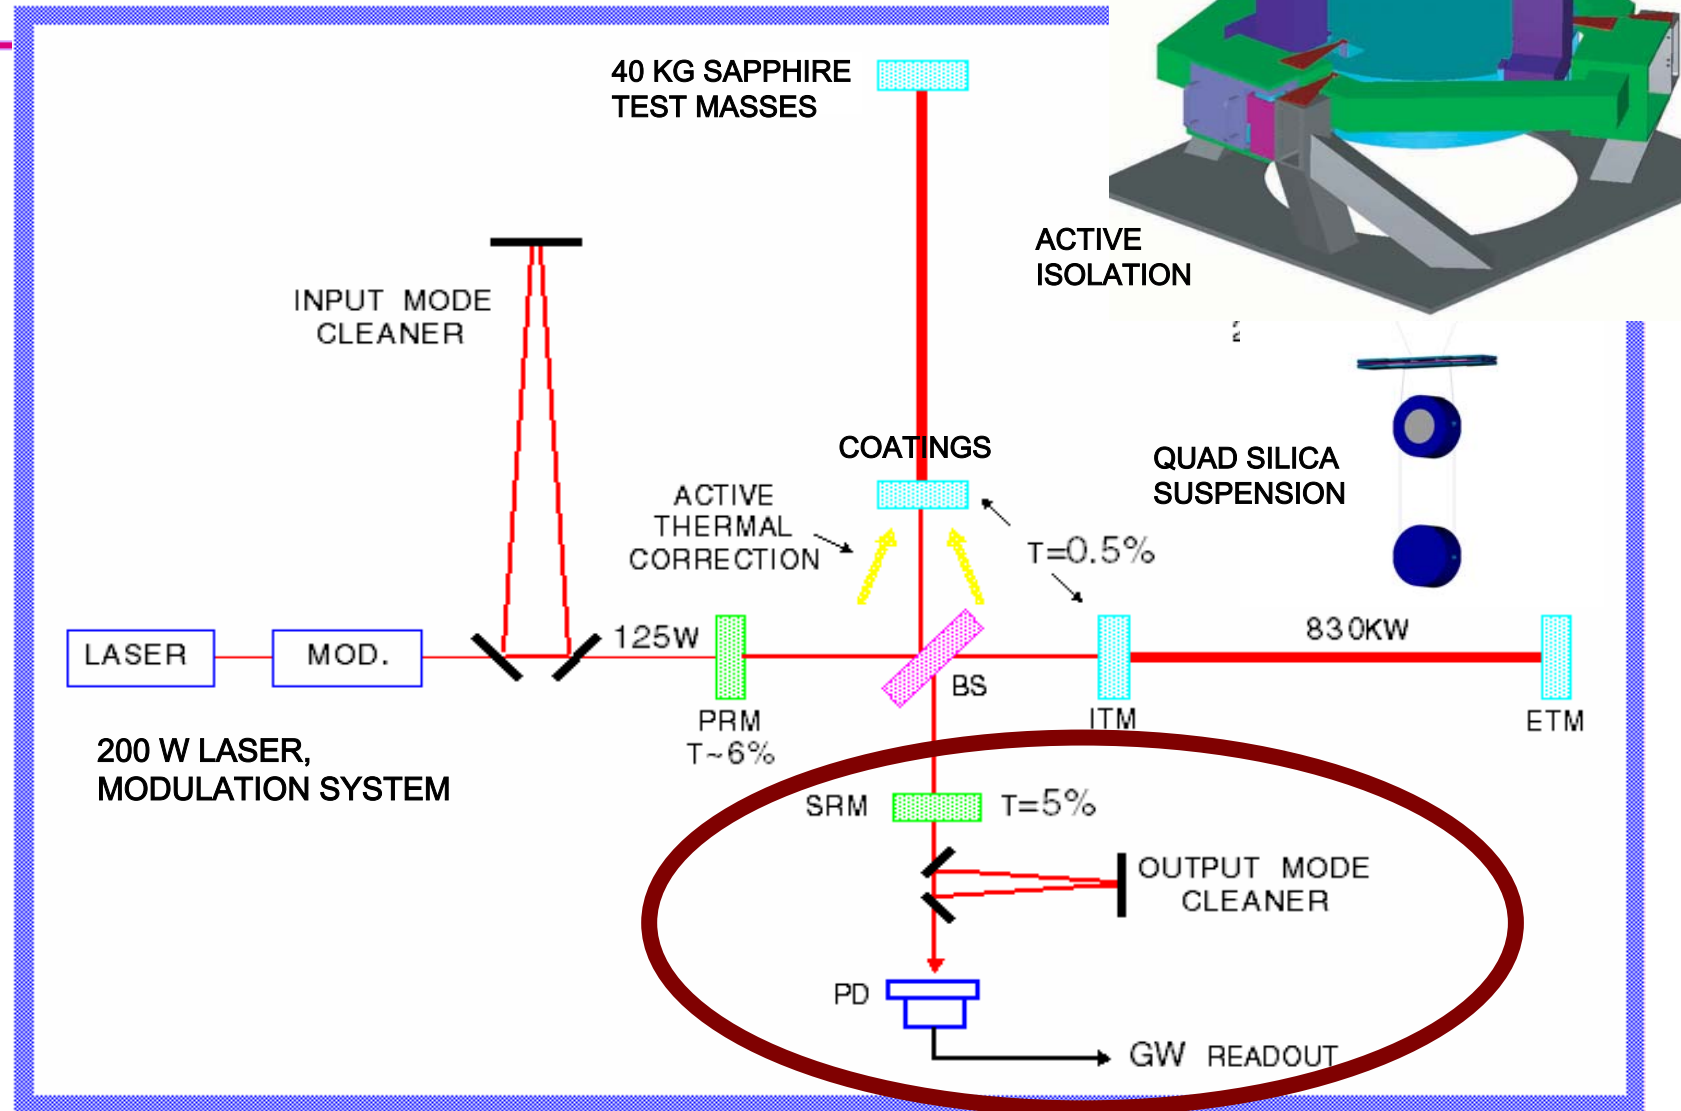 40 KG SAPPHIRE
TEST MASSES
ACTIVE
ISOLATION
INPUT MODE
CLEANER
COATINGS
QUAD SILICA
SUSPENSION
ACTIVE
THERMAL
CORRECTION
T=0.5%
LASER
MOD.
125W
830KW
BS
PRM
T~6%
ITM
ETM
200 W LASER,
MODULATION SYSTEM
SRM
T=5%
OUTPUT MODE
CLEANER
PD
GW READOUT